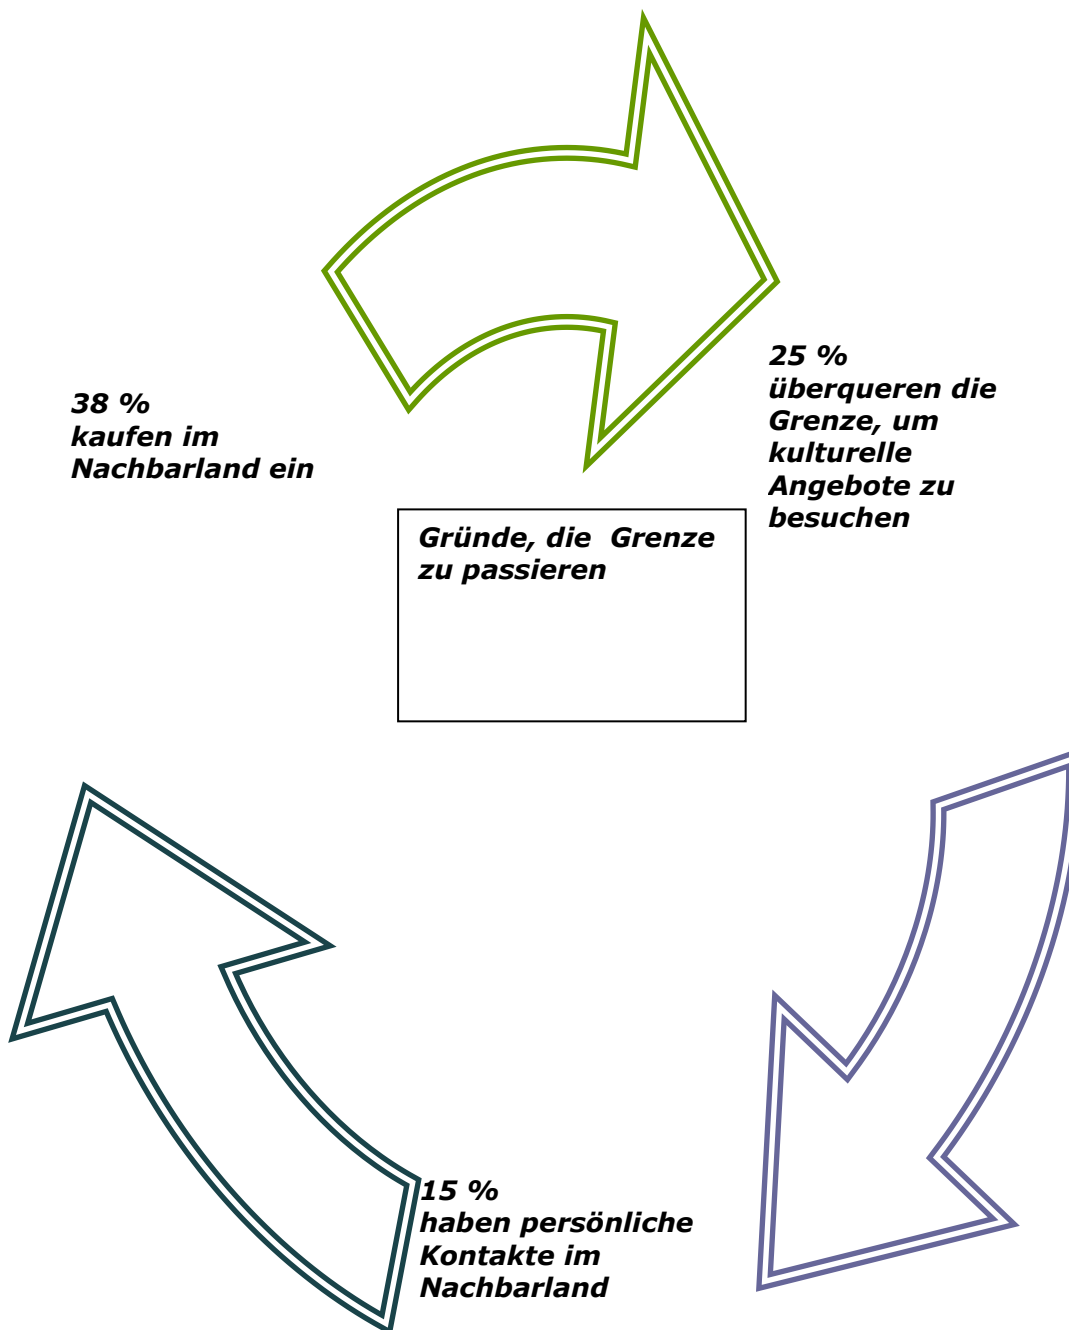 38 %
kaufen im
Nachbarland ein
25 %
überqueren die
Grenze, um
kulturelle
Angebote zu
besuchen
Gründe, die  Grenze
zu passieren
15 %
haben persönliche
Kontakte im
Nachbarland